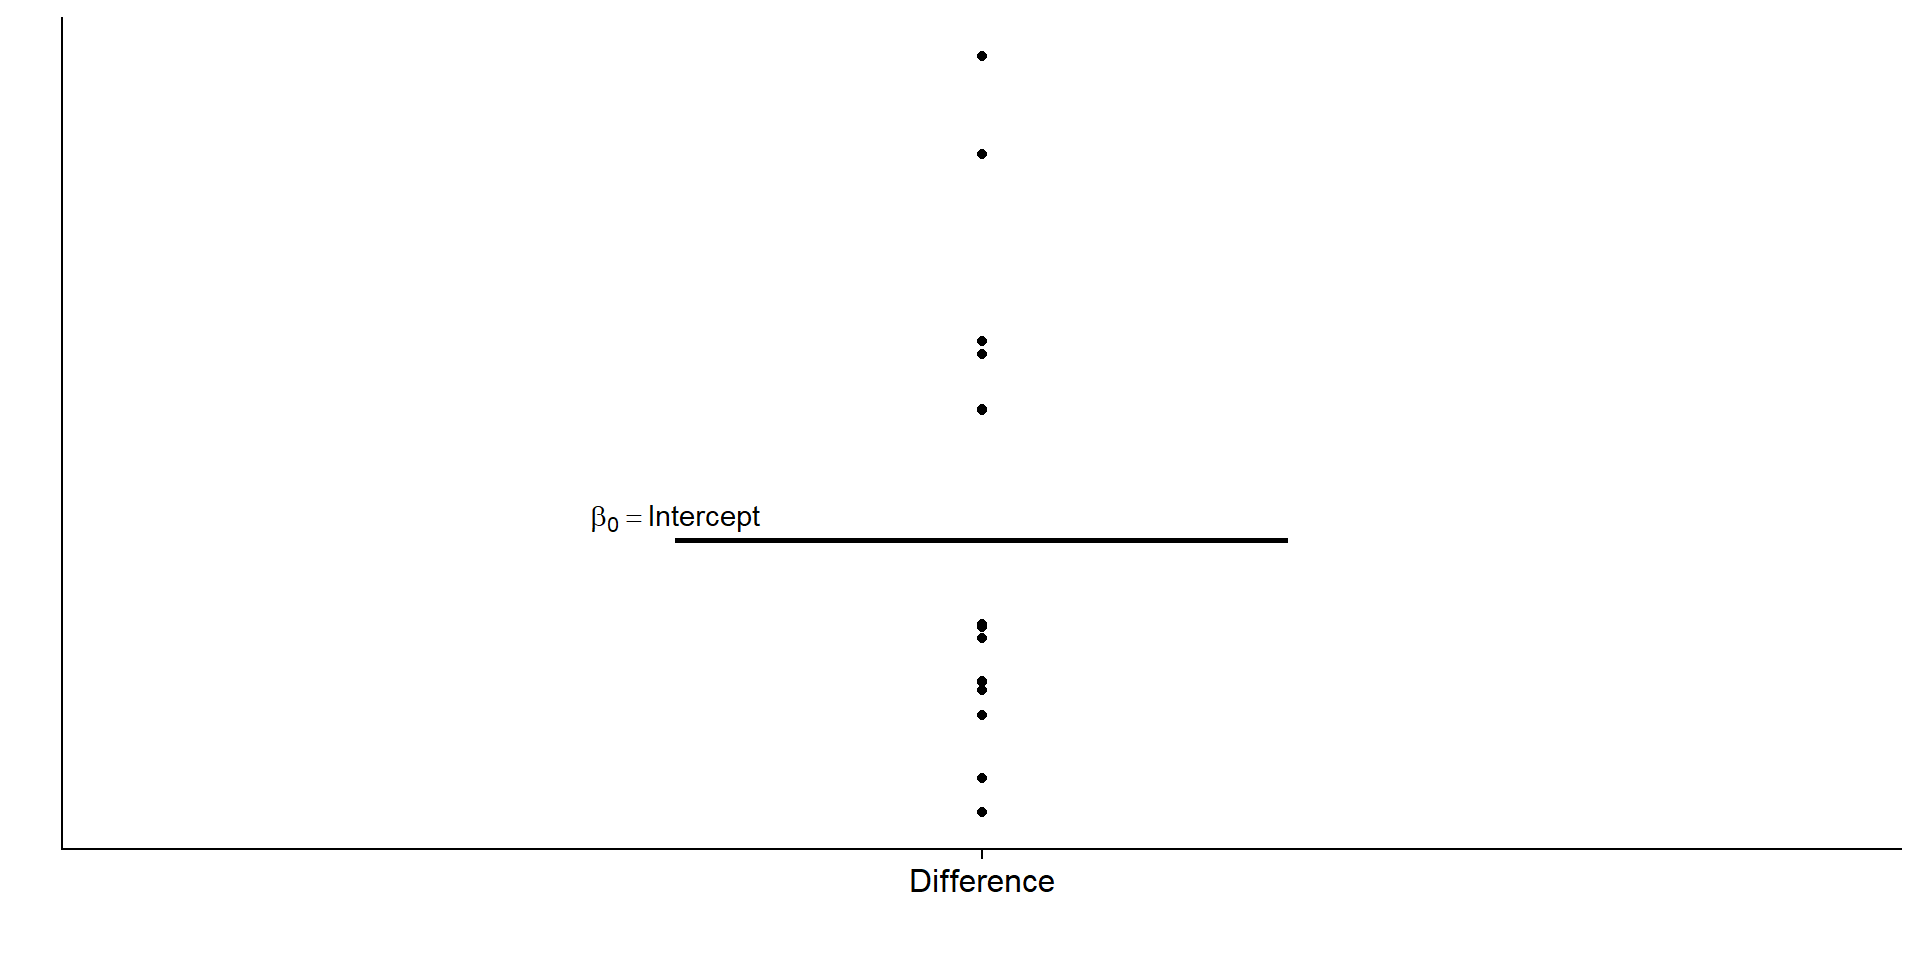 β₀ = Intercept
Difference